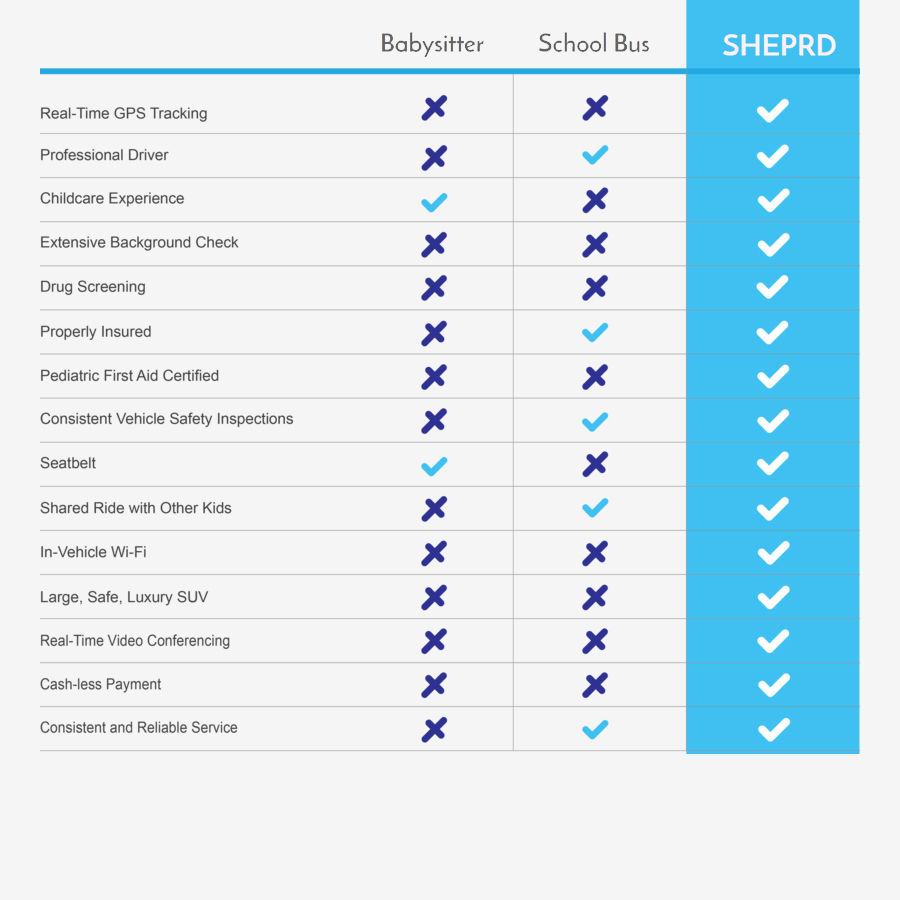 Babysitter School Bus SHEPRD
Real-Time GPS Tracking
Professional Driver
Childcare Experience
Extensive Background Check
Drug Screening
Properly Insured
Pediatric First Aid Certified
Consistent Vehicle Safety Inspections
Seatbelt
Shared Ride with Other Kids
In-Vehicle Wi-Fi
Large, Safe, Luxury SUV
Real-Time Video Conferencing
Cash-less Payment
Consistent and Reliable Service